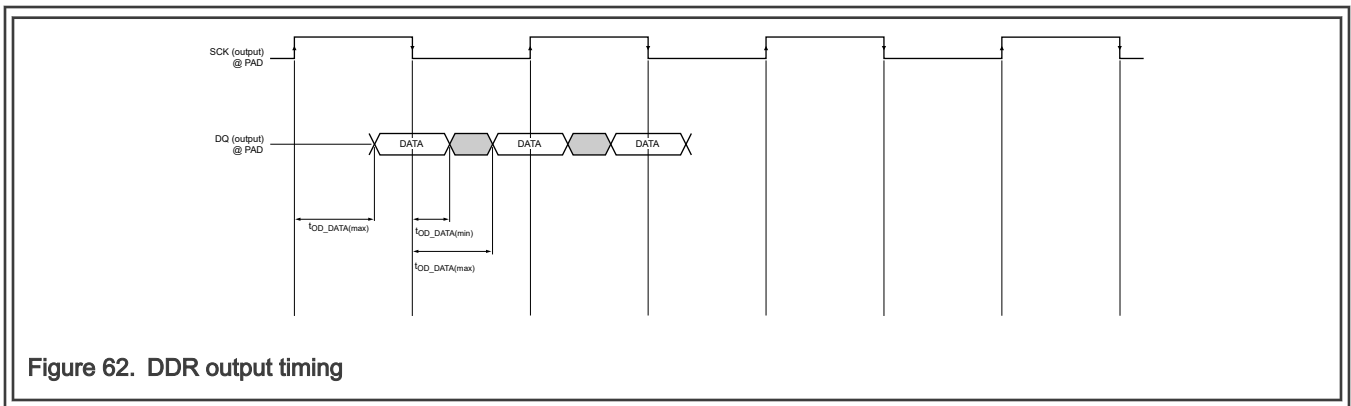 SCK (output)
@ PAD
DQ (output)
@ PAD
DATA DATA DATA
tOD_DATA(max)
tOD_DATA(min)
tOD_DATA(max)
Figure 62. DDR output timing